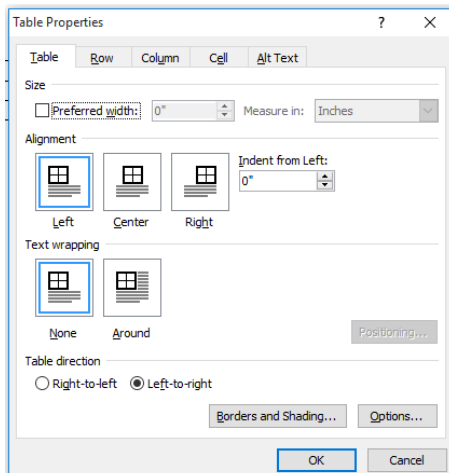 Table Properties ? ×
Table Row Column Cell Alt Text
Size
Preferred width: 0" Measure in: Inches
Alignment
Indent from Left:
0"
Left Center Right
Text wrapping
None Around Positioning...
Table direction
Right-to-left Left-to-right
Borders and Shading... Options...
OK Cancel